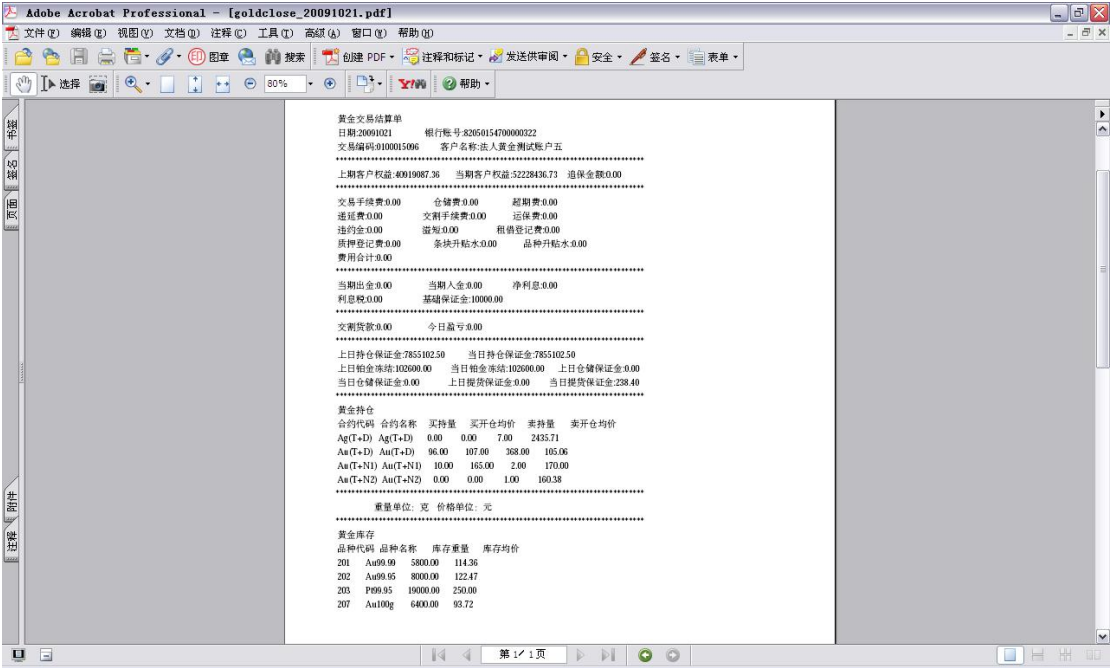 Adobe Acrobat Professional - [goldclose_20091021.pdf]
文件(F) 编辑(E) 视图(V) 文档(D) 注释(C) 工具(T) 高级(A) 窗口(W) 帮助(H)
图章 搜索 创建 PDF 注释和标记 发送供审阅 安全 签名 表单
选择 80% Y! 帮助
书签
签名
页面
附件
注释
黄金交易结算单
日期:20091021 银行账号:82050154700000322
交易编码:0100015096 客户名称:法人黄金测试账户五
上期客户权益:40919087.36 当期客户权益:52228436.73 追保金额:0.00
交易手续费:0.00 仓储费:0.00 超期费:0.00
递延费:0.00 交割手续费:0.00 运保费:0.00
违约金:0.00 溢短:0.00 租借登记费:0.00
质押登记费:0.00 条块升贴水:0.00 品种升贴水:0.00
费用合计:0.00
当期出金:0.00 当期入金:0.00 净利息:0.00
利息税:0.00 基础保证金:10000.00
交割货款:0.00 今日盈亏:0.00
上日持仓保证金:7855102.50 当日持仓保证金:7855102.50
上日铂金冻结:102600.00 当日铂金冻结:102600.00 上日仓储保证金:0.00
当日仓储保证金:0.00 上日提货保证金:0.00 当日提货保证金:238.40
黄金持仓
合约代码 合约名称 买持量 买开仓均价 卖持量 卖开仓均价
Ag(T+D) Ag(T+D) 0.00 0.00 7.00 2435.71
Au(T+D) Au(T+D) 96.00 107.00 368.00 105.06
Au(T+N1) Au(T+N1) 10.00 165.00 2.00 170.00
Au(T+N2) Au(T+N2) 0.00 0.00 1.00 160.38
重量单位：克 价格单位：元
黄金库存
品种代码 品种名称 库存重量 库存均价
201 Au99.99 5800.00 114.36
202 Au99.95 8000.00 122.47
203 Pt99.95 19000.00 250.00
207 Au100g 6400.00 93.72
第 1/ 1页